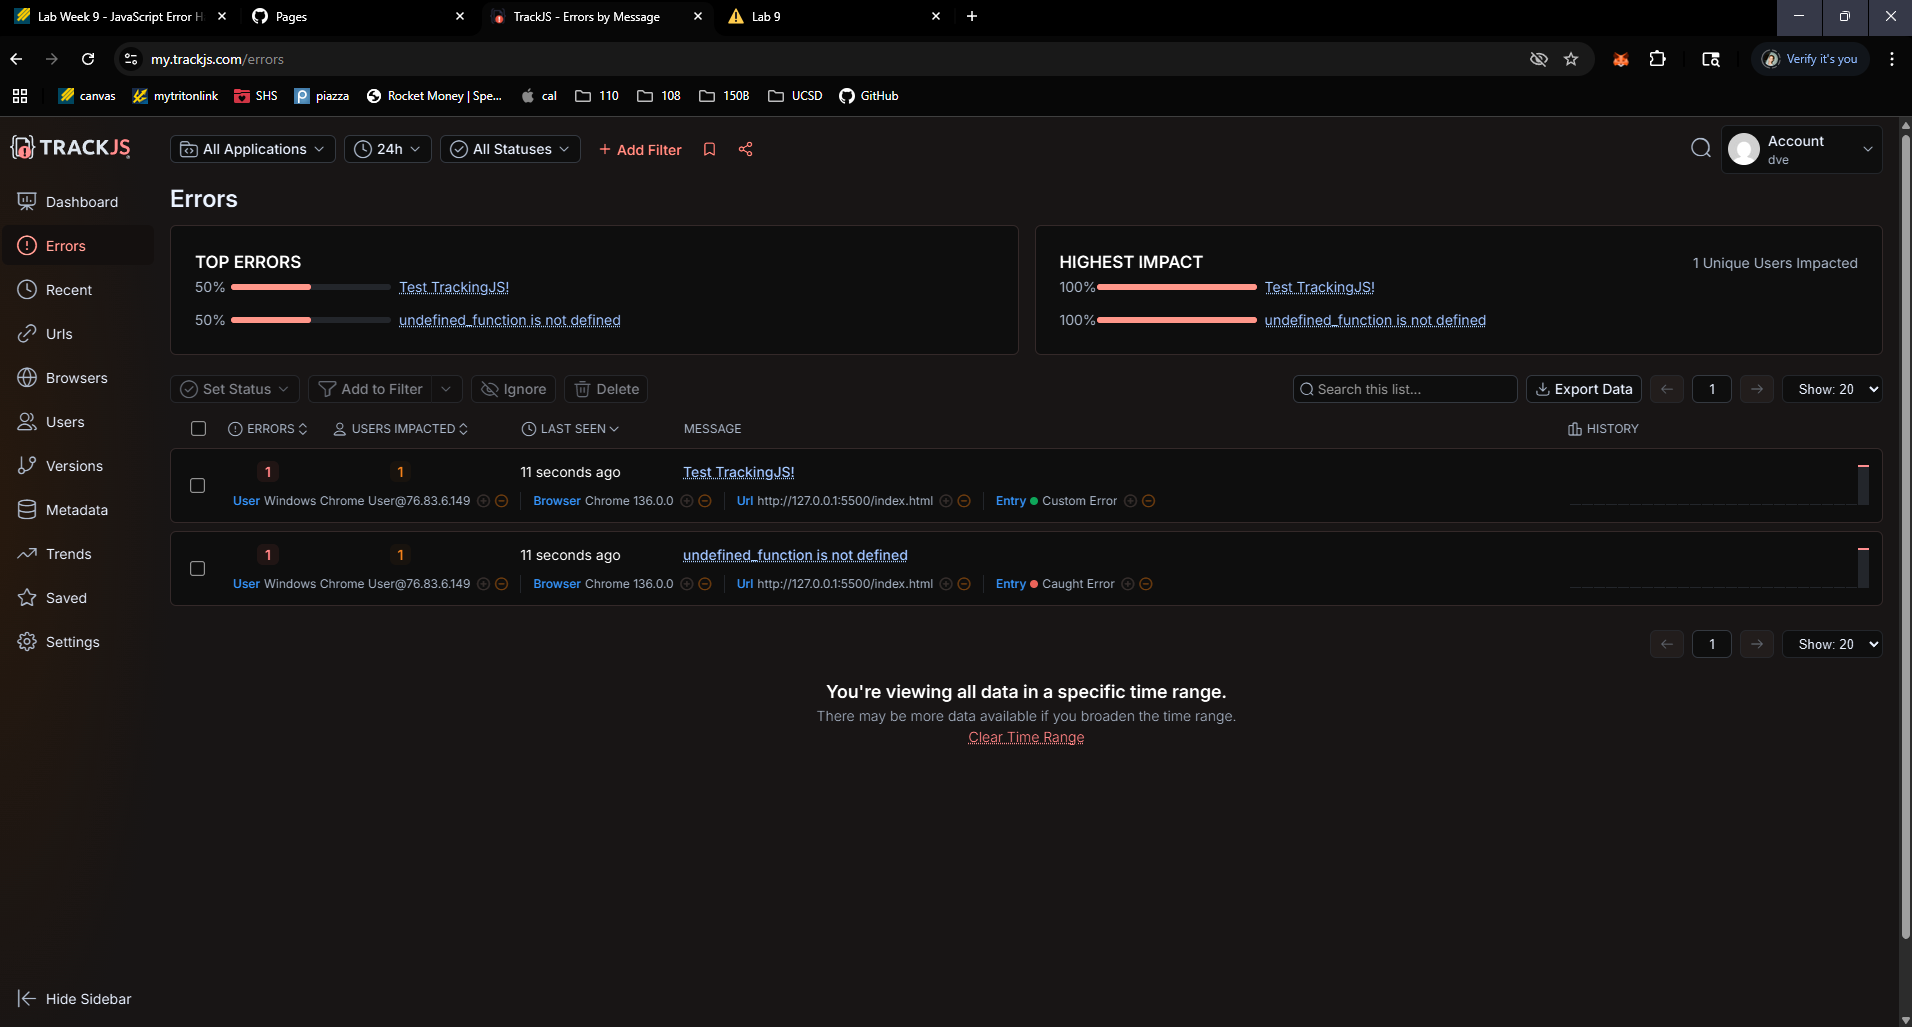 Lab Week 9 - JavaScript Error H
Pages
TrackJS - Errors by Message
Lab 9
my.trackjs.com/errors
Verify it's you
canvas
mytritonlink
SHS
piazza
Rocket Money | Spe...
cal
110
108
150B
UCSD
GitHub
TRACKJS
All Applications
24h
All Statuses
+ Add Filter
Account
dve
Dashboard
Errors
Recent
Urls
Browsers
Users
Versions
Metadata
Trends
Saved
Settings
Hide Sidebar
Errors
TOP ERRORS
50% Test TrackingJS!
50% undefined_function is not defined
HIGHEST IMPACT
1 Unique Users Impacted
100% Test TrackingJS!
100% undefined_function is not defined
Set Status
Add to Filter
Ignore
Delete
Search this list...
Export Data
1
Show: 20
ERRORS
USERS IMPACTED
LAST SEEN
MESSAGE
HISTORY
1 1 11 seconds ago Test TrackingJS!
User Windows Chrome User@76.83.6.149 Browser Chrome 136.0.0 Url http://127.0.0.1:5500/index.html Entry Custom Error
1 1 11 seconds ago undefined_function is not defined
User Windows Chrome User@76.83.6.149 Browser Chrome 136.0.0 Url http://127.0.0.1:5500/index.html Entry Caught Error
1
Show: 20
You're viewing all data in a specific time range.
There may be more data available if you broaden the time range.
Clear Time Range